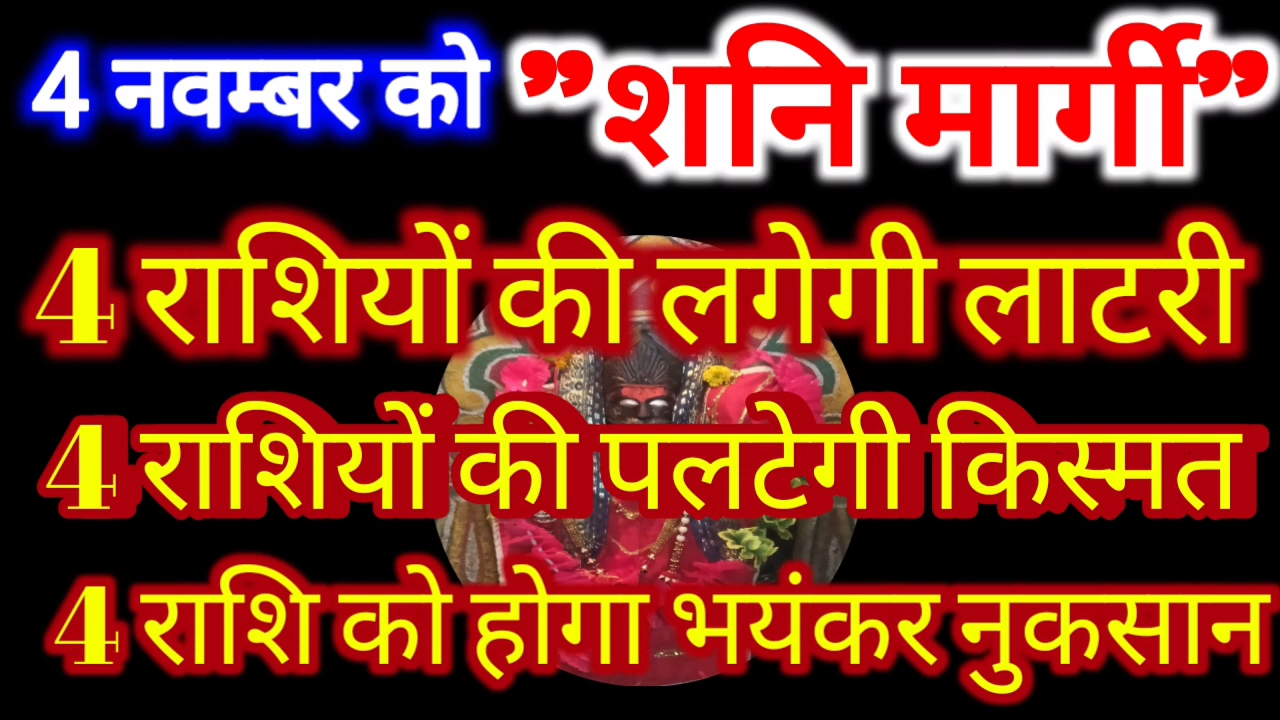 4 नवम्बर को ”शनि मार्गी”
4 राशियों की लगेगी लाटरी
4 राशियों की पलटेगी किस्मत
4 राशि को होगा भयंकर नुकसान